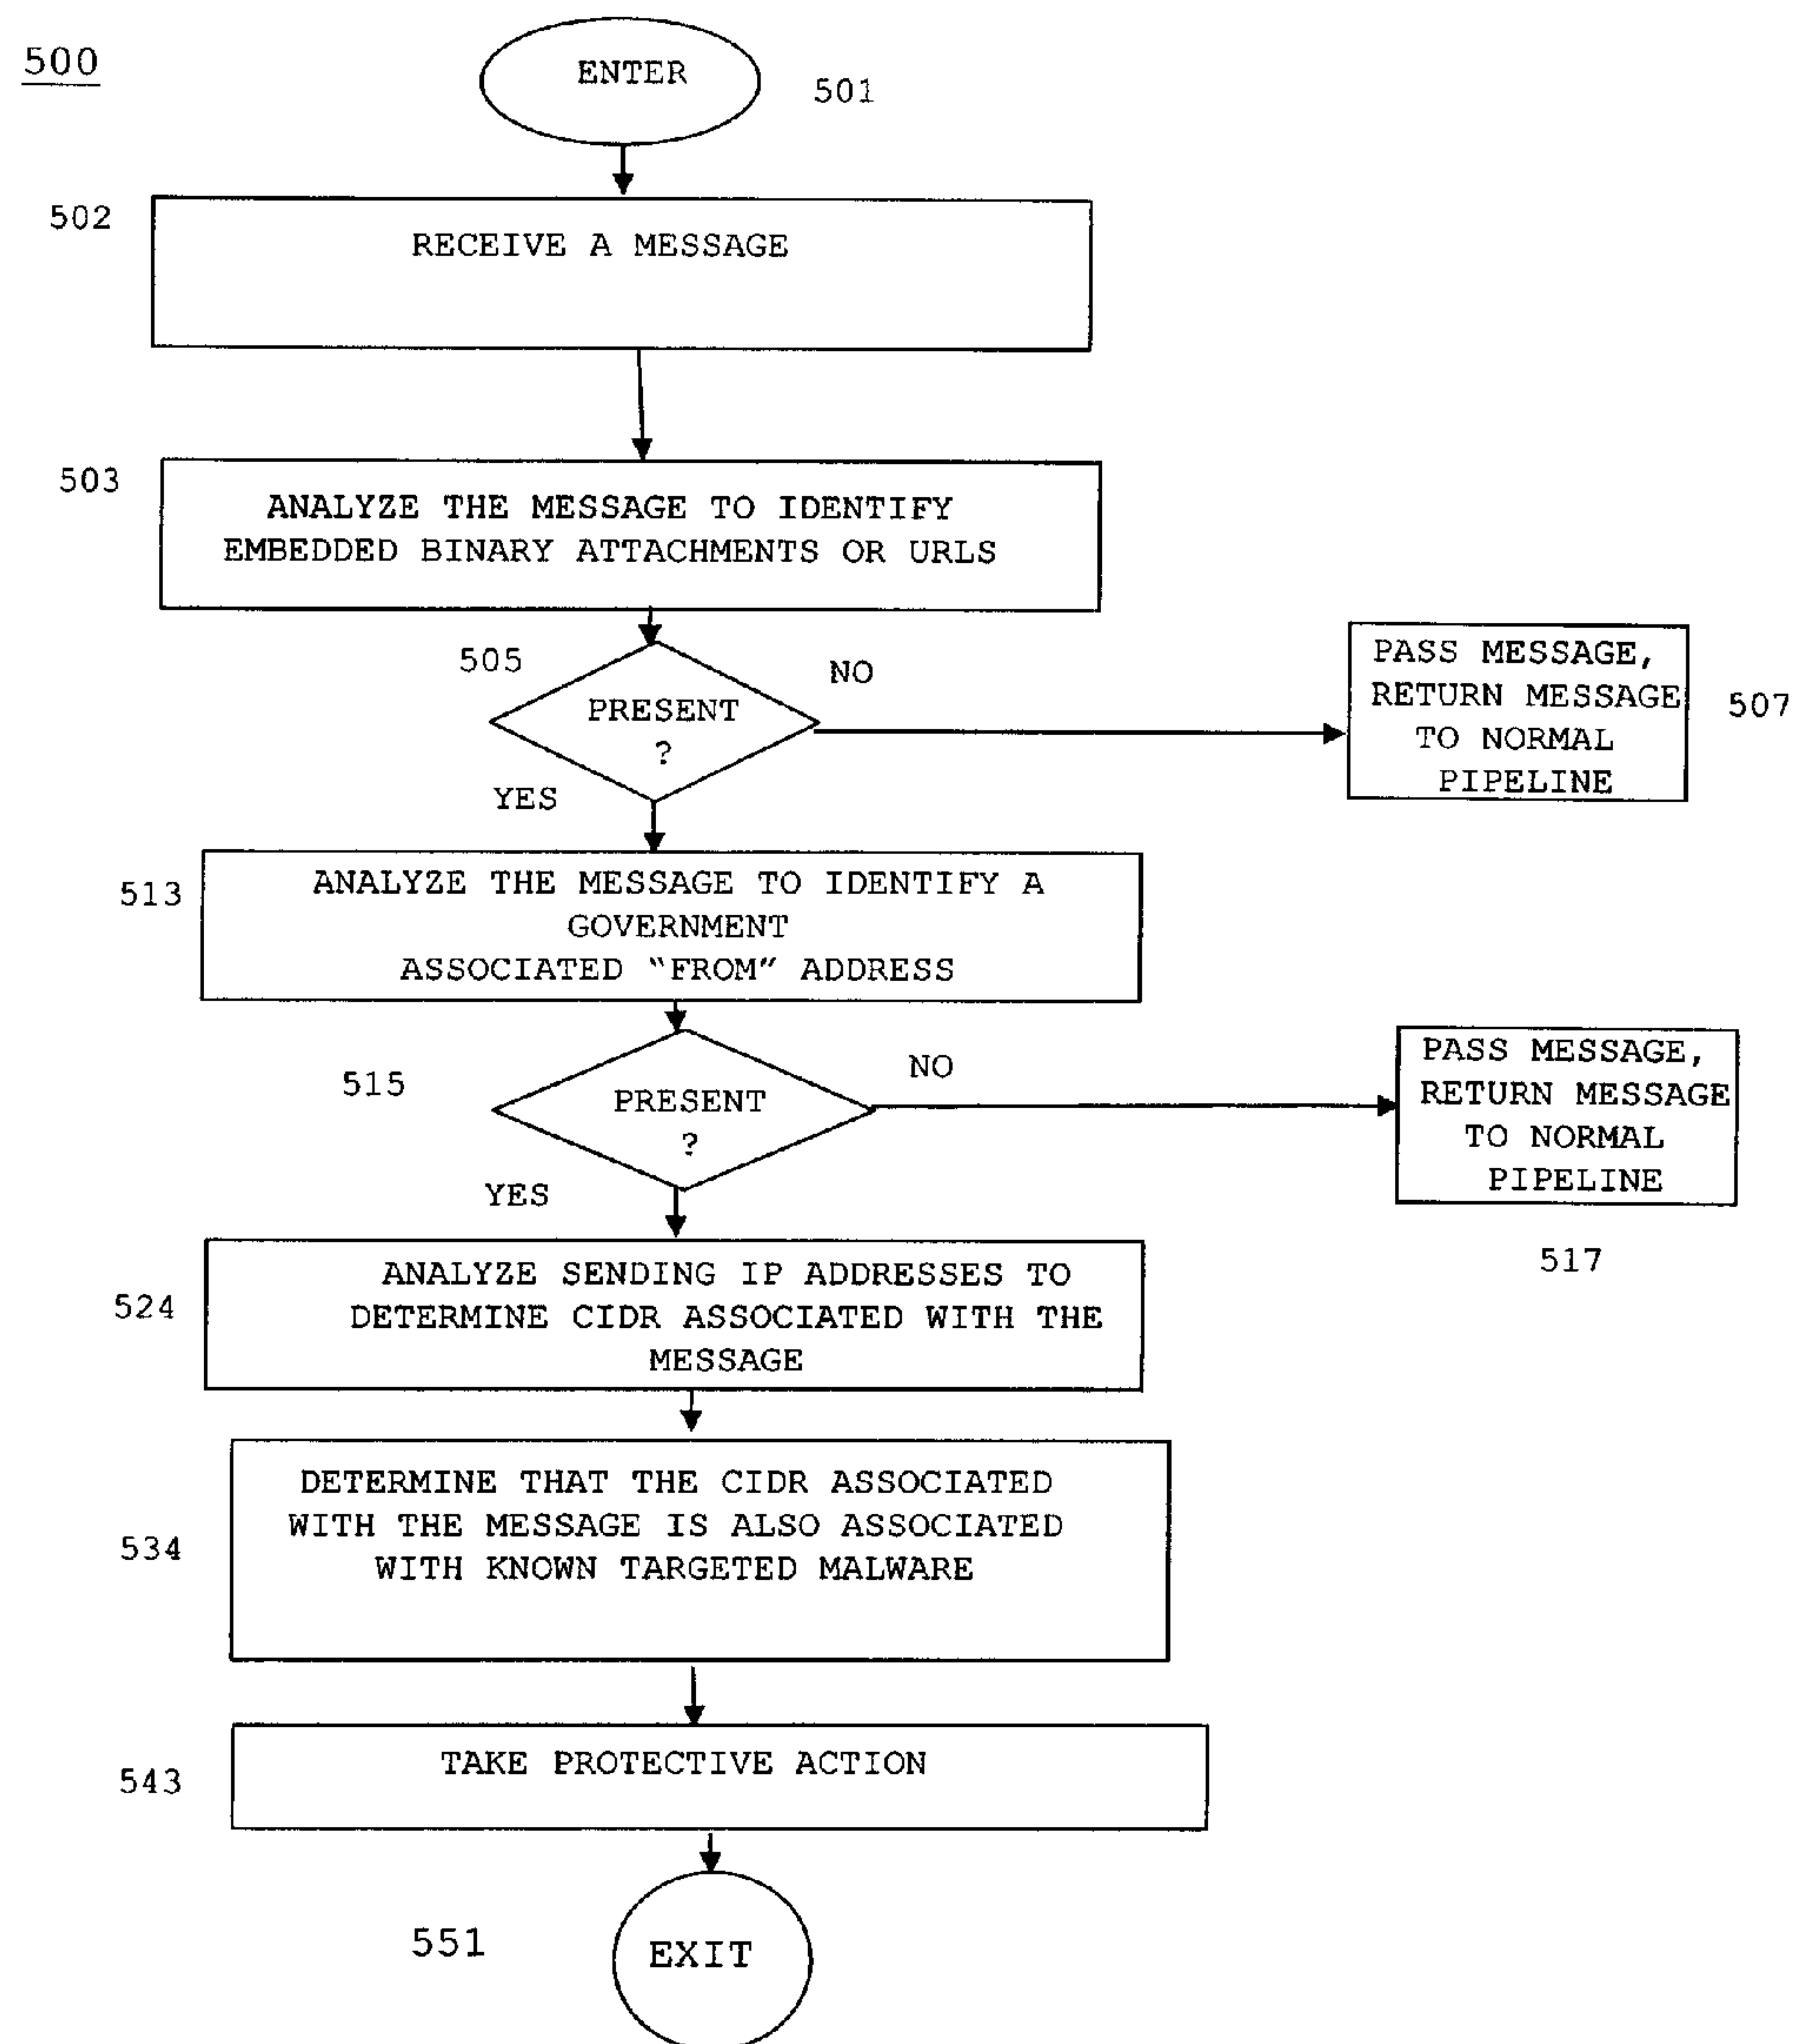 500
ENTER
501
502
RECEIVE A MESSAGE
503
ANALYZE THE MESSAGE TO IDENTIFY
EMBEDDED BINARY ATTACHMENTS OR URLS
505
PRESENT
?
NO
YES
PASS MESSAGE,
RETURN MESSAGE
TO NORMAL
PIPELINE
507
513
ANALYZE THE MESSAGE TO IDENTIFY A
GOVERNMENT
ASSOCIATED “FROM” ADDRESS
515
PRESENT
?
NO
YES
PASS MESSAGE,
RETURN MESSAGE
TO NORMAL
PIPELINE
517
524
ANALYZE SENDING IP ADDRESSES TO
DETERMINE CIDR ASSOCIATED WITH THE
MESSAGE
534
DETERMINE THAT THE CIDR ASSOCIATED
WITH THE MESSAGE IS ALSO ASSOCIATED
WITH KNOWN TARGETED MALWARE
543
TAKE PROTECTIVE ACTION
551
EXIT